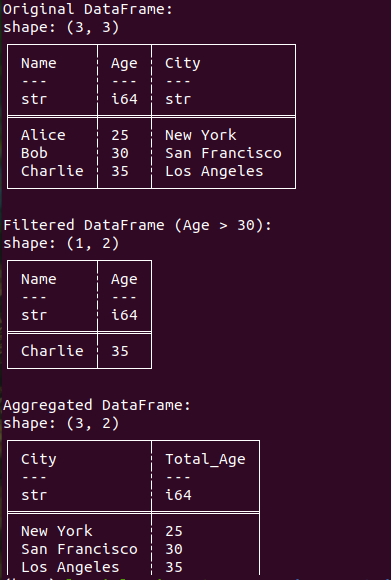 Original DataFrame:
shape: (3, 3)
Name Age City
--- --- ---
str i64 str
Alice 25 New York
Bob 30 San Francisco
Charlie 35 Los Angeles
Filtered DataFrame (Age > 30):
shape: (1, 2)
Name Age
--- ---
str i64
Charlie 35
Aggregated DataFrame:
shape: (3, 2)
City Total_Age
--- ---
str i64
New York 25
San Francisco 30
Los Angeles 35